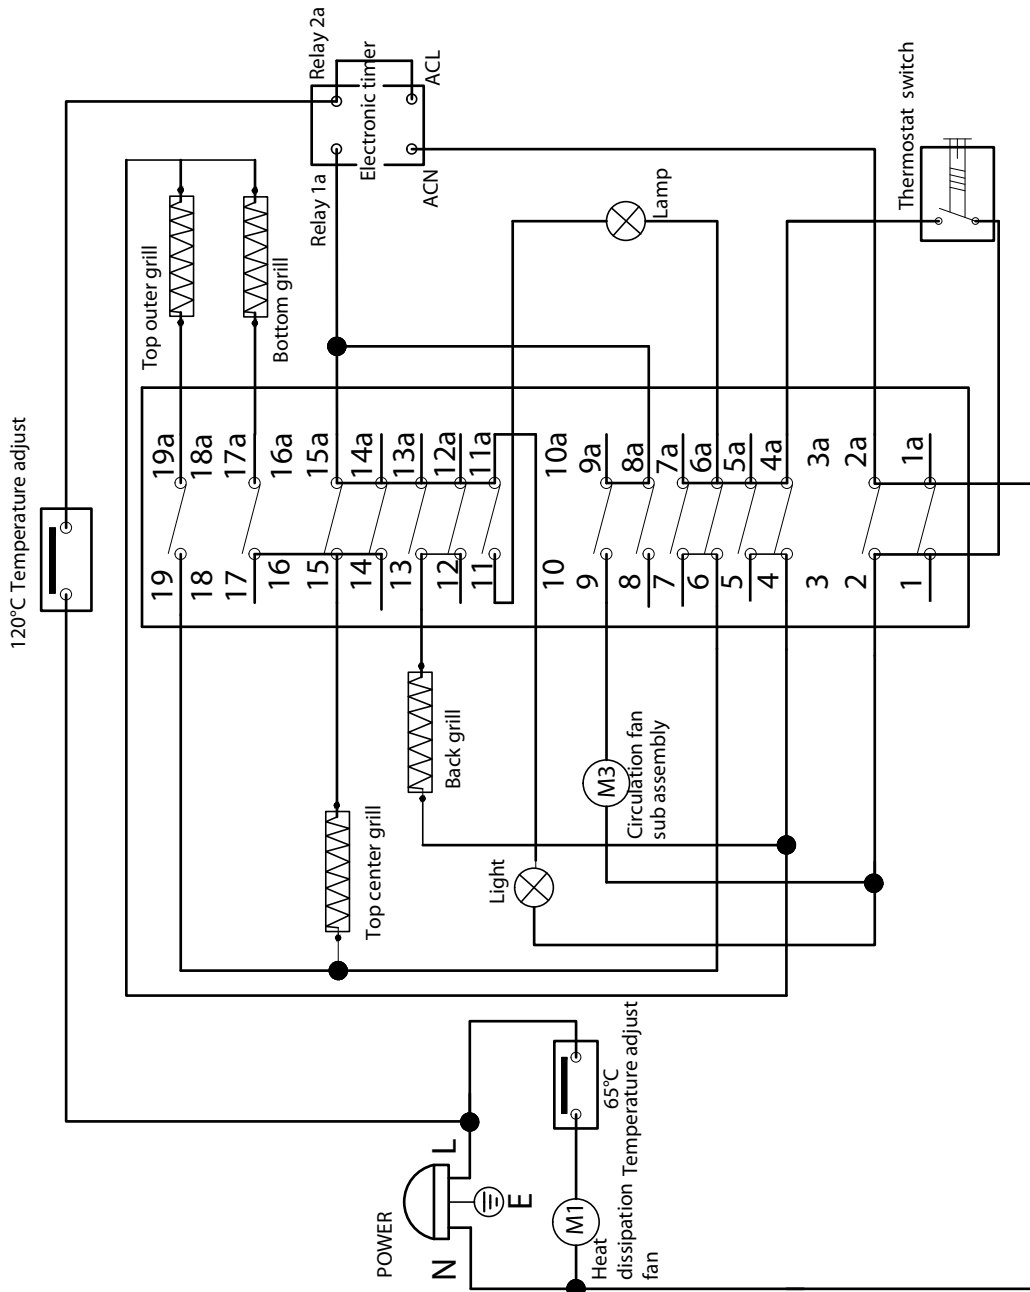 120°C Temperature adjust
Top outer grill
Bottom grill
Relay 2a
Electronic timer
ACL
Relay 1a
ACN
Lamp
Thermostat switch
19a
18a
17a
16a
15a
14a
13a
12a
11a
10a
9a
8a
7a
6a
5a
4a
3a
2a
1a
19
18
17
16
15
14
13
12
11
10
9
8
7
6
5
4
3
2
1
Top center grill
Back grill
Light
M3
Circulation fan
sub assembly
POWER
N
L
E
M1
Heat
dissipation
fan
65°C
Temperature adjust